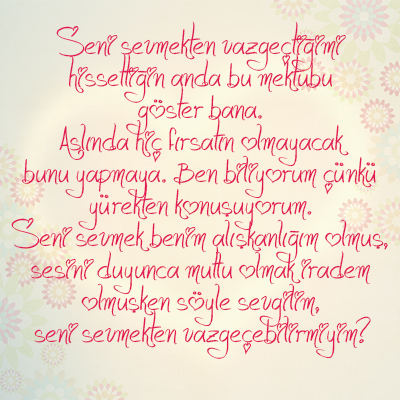 Seni sevmekten vazgeçtiğimi
hissettiğin anda bu mektubu
göster bana.
Aslında hiç fırsatın olmayacak
bunu yapmaya. Ben biliyorum çünkü
yürekten konuşuyorum.
Seni sevmek benim alışkanlığım olmuş,
sesini duyunca mutlu olmak iradem
olmuşken söyle sevgilim,
seni sevmekten vazgeçebilirmiyim?